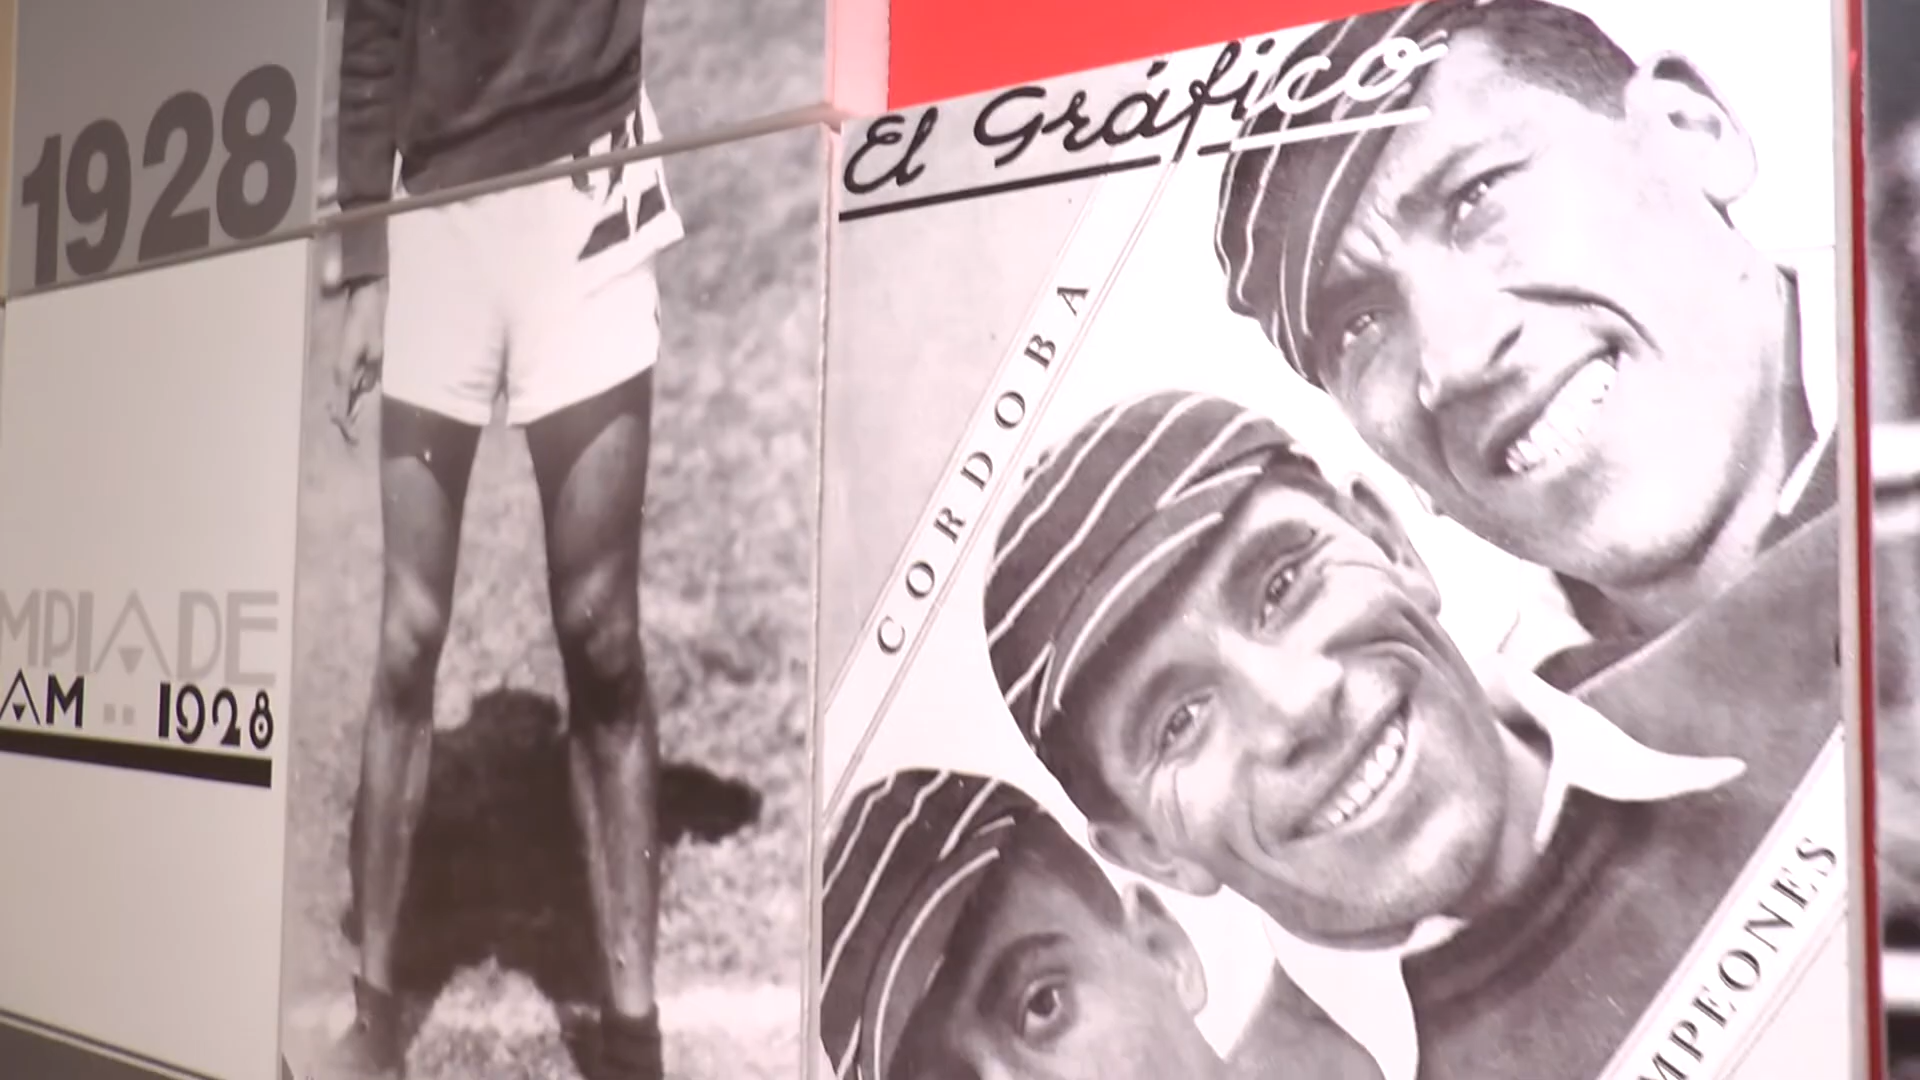 1928
MPIADE
AM 1928
El Gráfico
CORDOBA
MPEONES